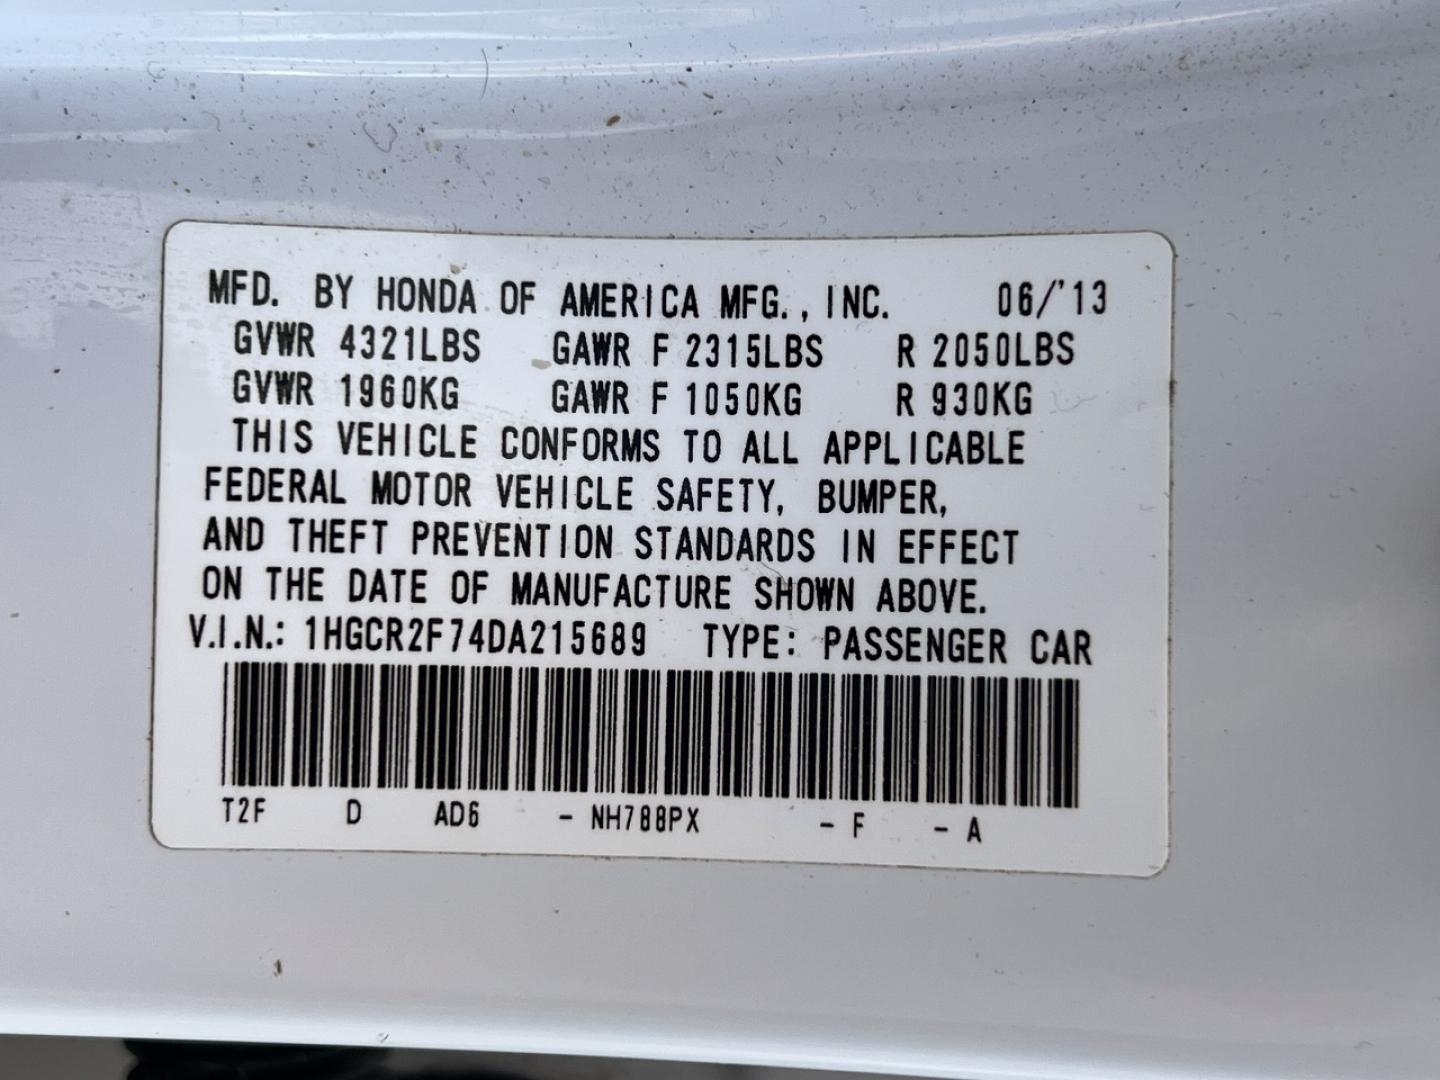 MFD. BY HONDA OF AMERICA MFG., INC. 06/'13
GVWR 4321LBS GAWR F 2315LBS R 2050LBS
GVWR 1960KG GAWR F 1050KG R 930KG
THIS VEHICLE CONFORMS TO ALL APPLICABLE
FEDERAL MOTOR VEHICLE SAFETY, BUMPER,
AND THEFT PREVENTION STANDARDS IN EFFECT
ON THE DATE OF MANUFACTURE SHOWN ABOVE.
V.I.N.: 1HGCR2F74DA215689 TYPE: PASSENGER CAR
T2F D AD6 - NH788PX - F - A